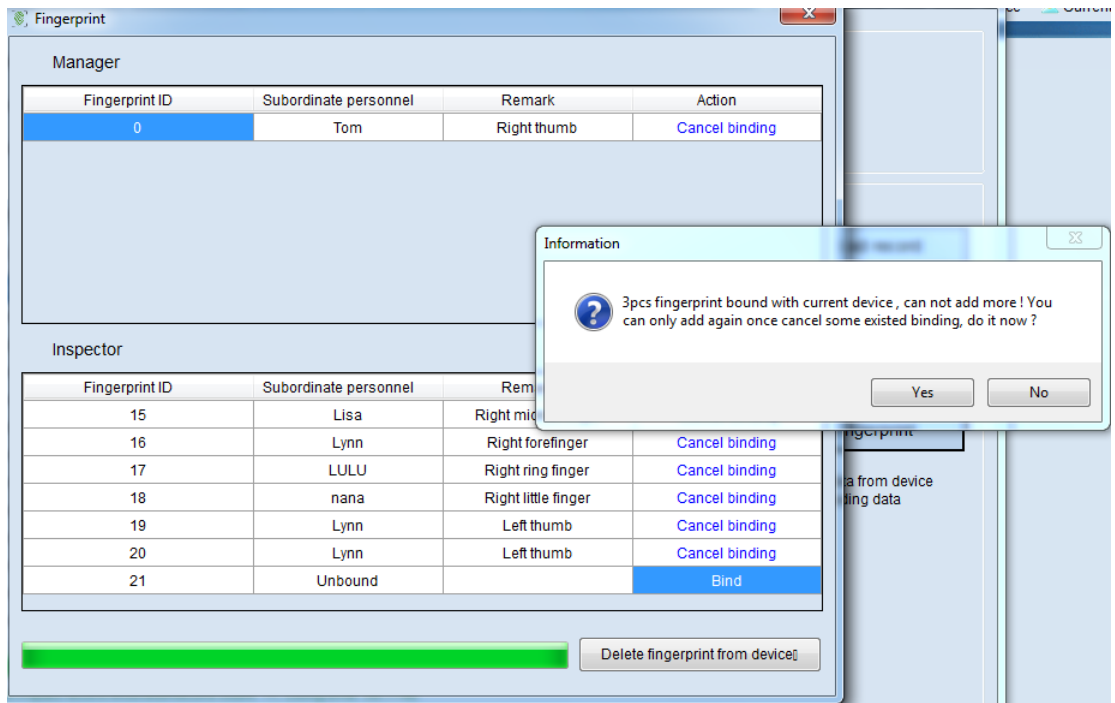 Fingerprint
Manager
Fingerprint ID Subordinate personnel Remark Action
0 Tom Right thumb Cancel binding
Information
3pcs fingerprint bound with current device , can not add more ! You
can only add again once cancel some existed binding, do it now ?
Yes No
Inspector
Fingerprint ID Subordinate personnel
15 Lisa Right
16 Lynn Right forefinger Cancel binding
17 LULU Right ring finger Cancel binding
18 nana Right little finger Cancel binding
19 Lynn Left thumb Cancel binding
20 Lynn Left thumb Cancel binding
21 Unbound Bind
from device
data
Delete fingerprint from device